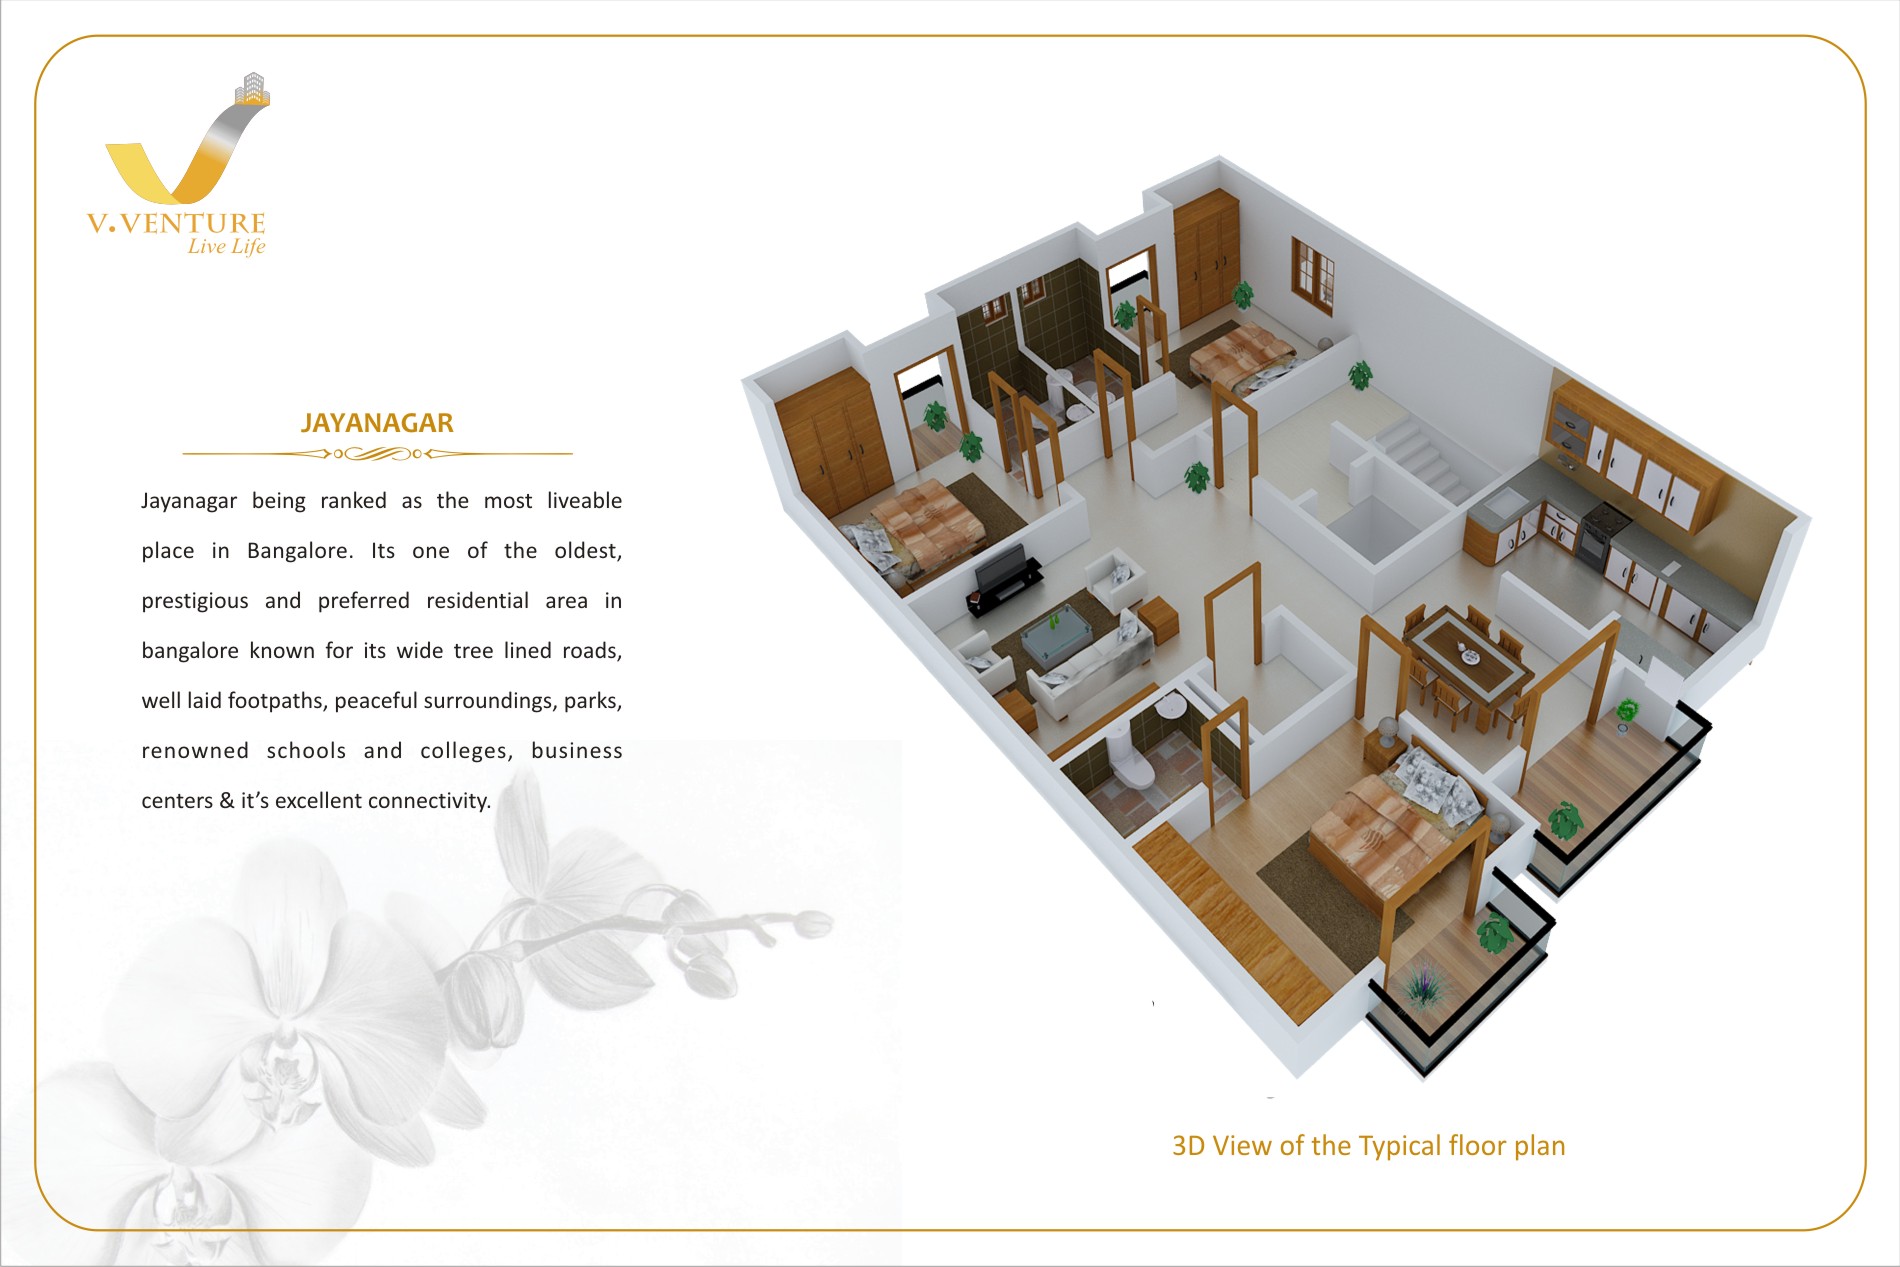 V.VENTURE
Live Life
JAYANAGAR
Jayanagar being ranked as the most liveable
place in Bangalore. Its one of the oldest,
prestigious and preferred residential area in
bangalore known for its wide tree lined roads,
well laid footpaths, peaceful surroundings, parks,
renowned schools and colleges, business
centers & it’s excellent connectivity.
3D View of the Typical floor plan